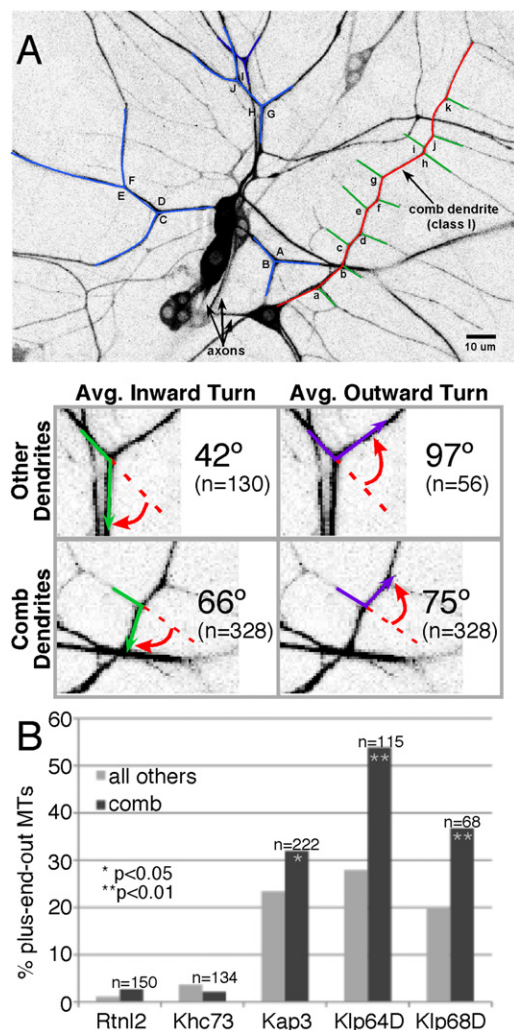 A
I
J
H
G
k
F
E
D
C
i
j
h
g
comb dendrite
(class I)
e
f
A
B
c
d
b
a
axons
10 um
Avg. Inward Turn
Avg. Outward Turn
Other
Dendrites
42º
(n=130)
97º
(n=56)
Comb
Dendrites
66º
(n=328)
75º
(n=328)
B
60
50
40
30
20
10
0
% plus-end-out MTs
all others
comb
* p<0.05
**p<0.01
n=150
n=134
n=222
*
n=115
**
n=68
**
Rtnl2
Khc73
Kap3
Klp64D
Klp68D